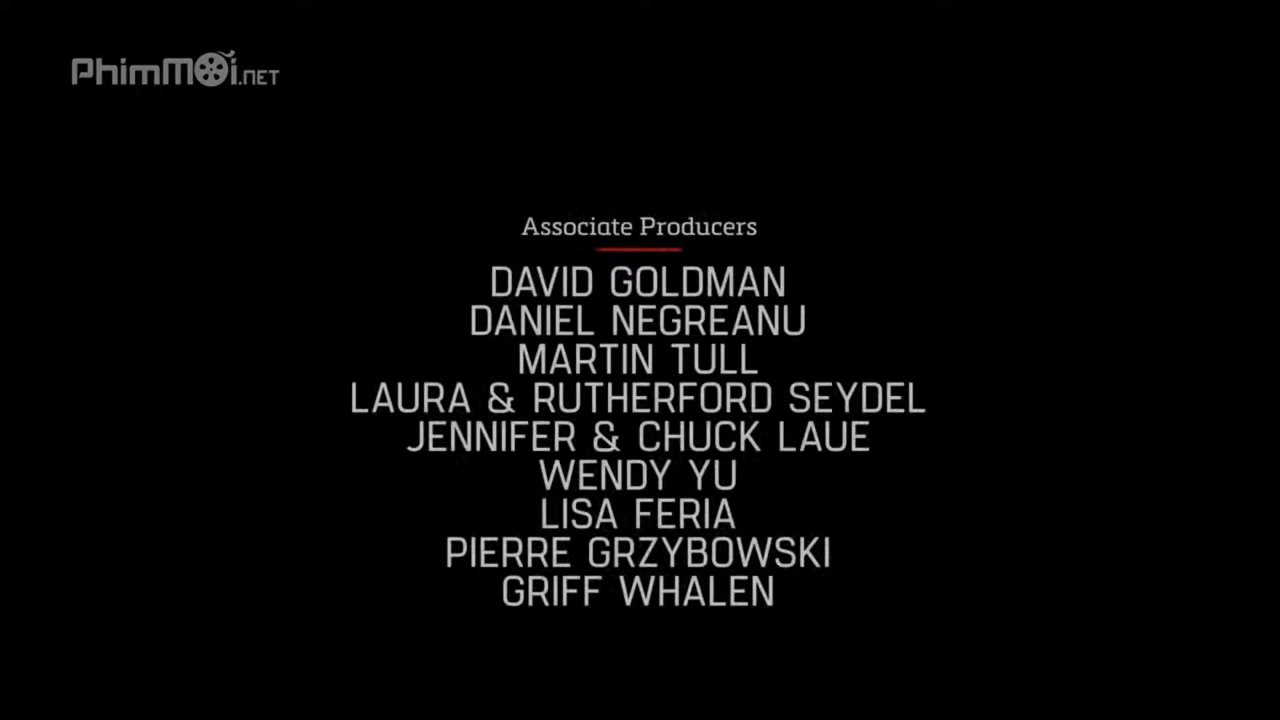 PhimMới.NET
Associate Producers
DAVID GOLDMAN
DANIEL NEGREANU
MARTIN TULL
LAURA & RUTHERFORD SEYDEL
JENNIFER & CHUCK LAUE
WENDY YU
LISA FERIA
PIERRE GRZYBOWSKI
GRIFF WHALEN